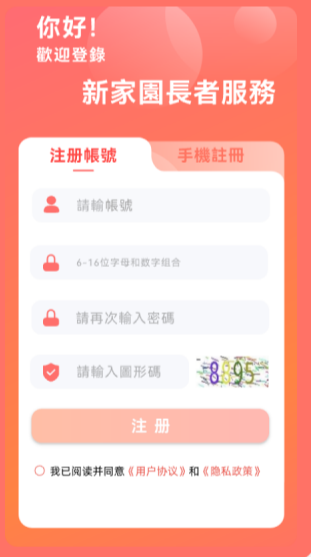 你好!
歡迎登錄
新家園長者服務
注册帳號
手機註冊
請輸帳號
6-16位字母和数字组合
請再次輸入密碼
請輸入圖形碼
8 95
注 册
我已阅读并同意《用户协议》和《隐私政策》